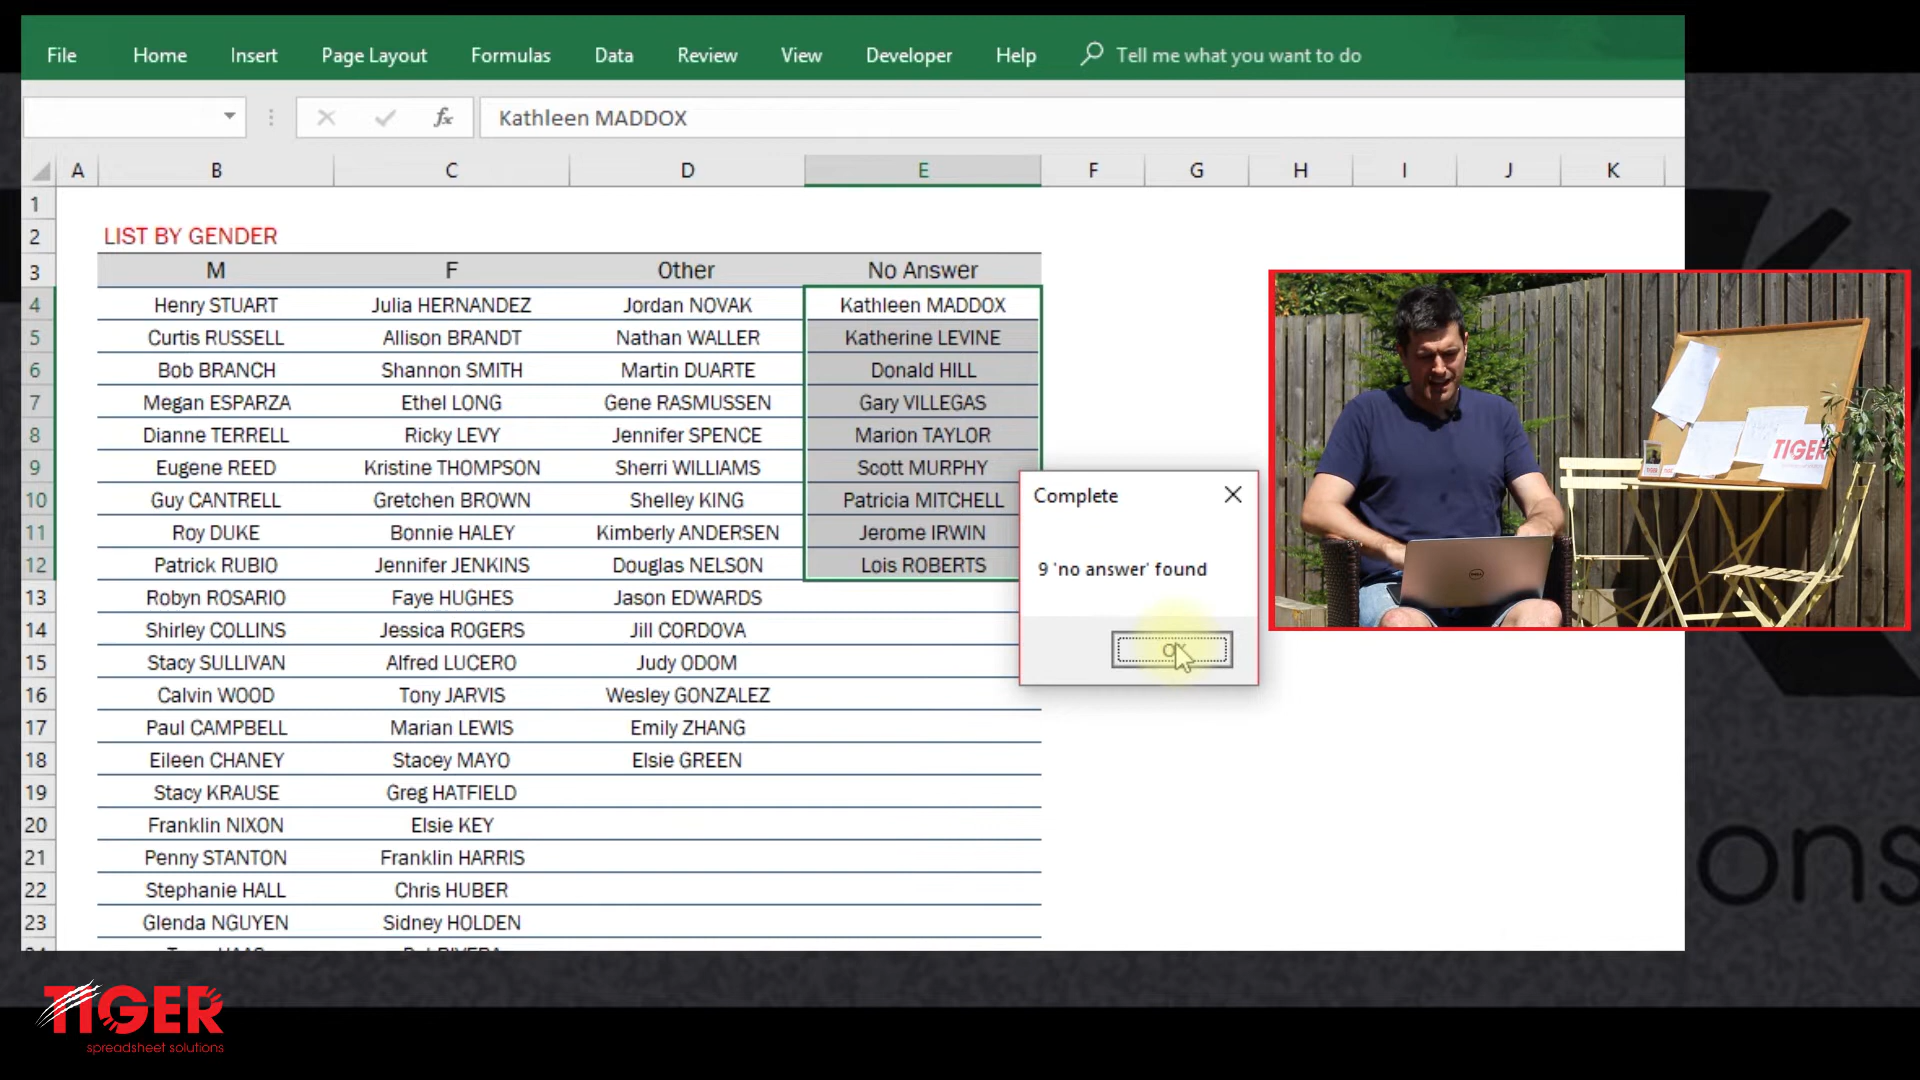 File Home Insert Page Layout Formulas Data Review View Developer Help Tell me what you want to do
fx Kathleen MADDOX
A B C D E F G H I J K
1
2 LIST BY GENDER
3 M F Other No Answer
4 Henry STUART Julia HERNANDEZ Jordan NOVAK Kathleen MADDOX
5 Curtis RUSSELL Allison BRANDT Nathan WALLER Katherine LEVINE
6 Bob BRANCH Shannon SMITH Martin DUARTE Donald HILL
7 Megan ESPARZA Ethel LONG Gene RASMUSSEN Gary VILLEGAS
8 Dianne TERRELL Ricky LEVY Jennifer SPENCE Marion TAYLOR
9 Eugene REED Kristine THOMPSON Sherri WILLIAMS Scott MURPHY
10 Guy CANTRELL Gretchen BROWN Shelley KING Patricia MITCHELL
11 Roy DUKE Bonnie HALEY Kimberly ANDERSEN Jerome IRWIN
12 Patrick RUBIO Jennifer JENKINS Douglas NELSON Lois ROBERTS
13 Robyn ROSARIO Faye HUGHES Jason EDWARDS
14 Shirley COLLINS Jessica ROGERS Jill CORDOVA
15 Stacy SULLIVAN Alfred LUCERO Judy ODOM
16 Calvin WOOD Tony JARVIS Wesley GONZALEZ
17 Paul CAMPBELL Marian LEWIS Emily ZHANG
18 Eileen CHANEY Stacey MAYO Elsie GREEN
19 Stacy KRAUSE Greg HATFIELD
20 Franklin NIXON Elsie KEY
21 Penny STANTON Franklin HARRIS
22 Stephanie HALL Chris HUBER
23 Glenda NGUYEN Sidney HOLDEN
Complete
9 'no answer' found
OK
TIGER
ons
TIGER
spreadsheet solutions